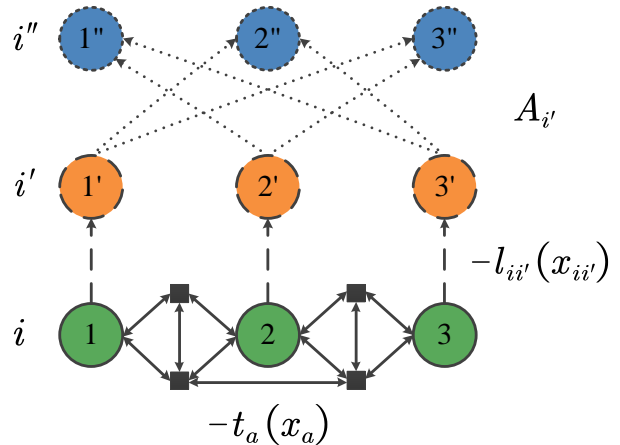 i" 1" 2" 3"
A_{i'}
i' 1' 2' 3'
-l_{ii'}(x_{ii'})
i 1 2 3
-t_a(x_a)